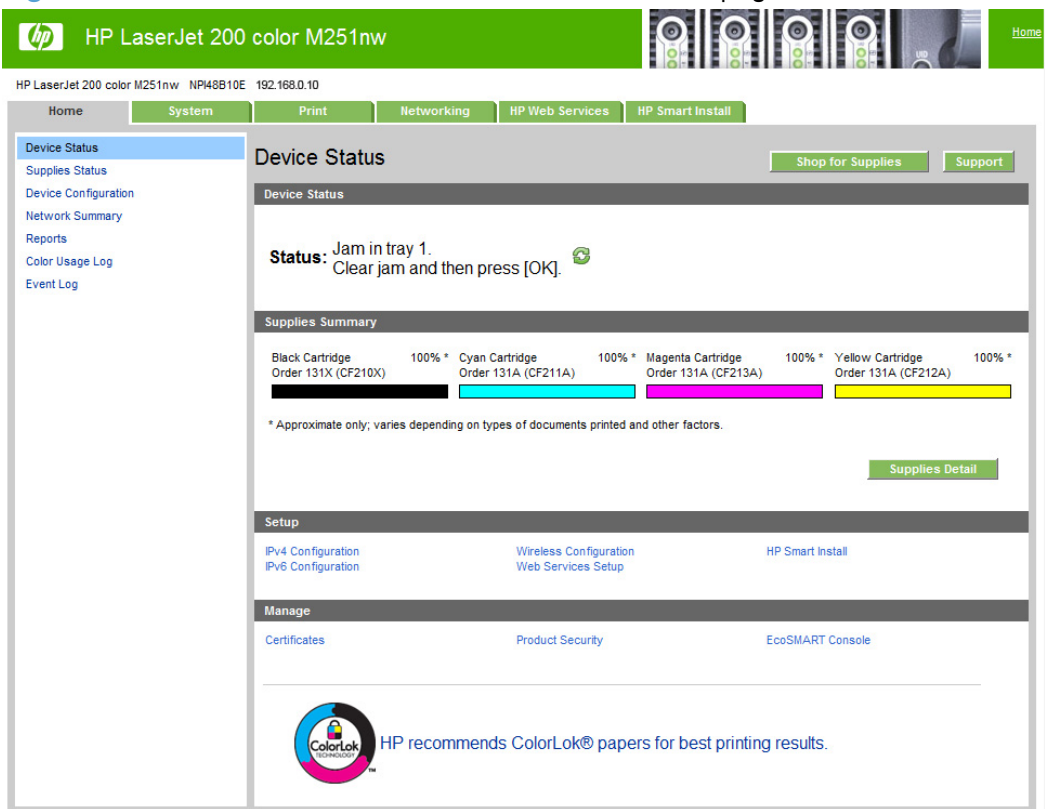 hp HP LaserJet 200 color M251nw
UID
Home
HP LaserJet 200 color M251nw NPI48B10E 192.168.0.10
Home System Print Networking HP Web Services HP Smart Install
Device Status
Supplies Status
Device Configuration
Network Summary
Reports
Color Usage Log
Event Log
Device Status
Shop for Supplies Support
Device Status
Status: Jam in tray 1.
Clear jam and then press [OK].
Supplies Summary
Black Cartridge 100% * Cyan Cartridge 100% * Magenta Cartridge 100% * Yellow Cartridge 100% *
Order 131X (CF210X) Order 131A (CF211A) Order 131A (CF213A) Order 131A (CF212A)
* Approximate only; varies depending on types of documents printed and other factors.
Supplies Detail
Setup
IPv4 Configuration Wireless Configuration HP Smart Install
IPv6 Configuration Web Services Setup
Manage
Certificates Product Security EcoSMART Console
ColorLok
TECHNOLOGY
TM
HP recommends ColorLok® papers for best printing results.